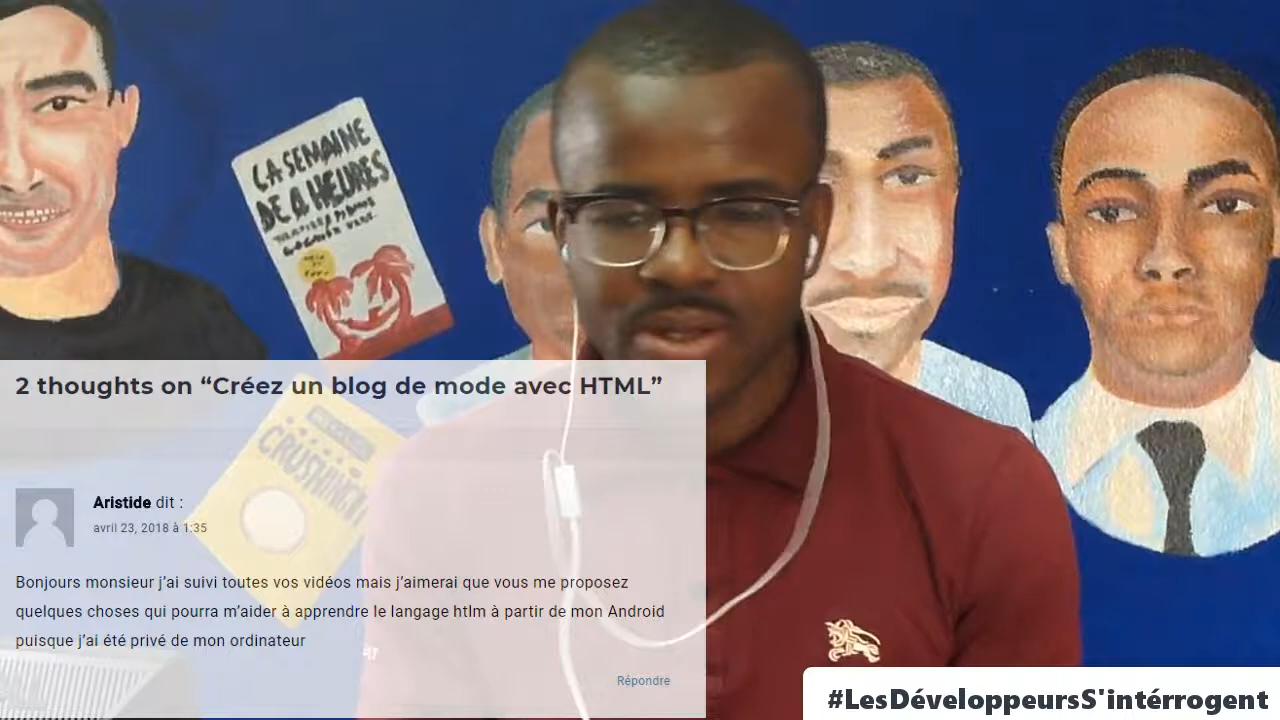 LA SEMAINE
DE 4 HEURES
2 thoughts on “Créez un blog de mode avec HTML”
CRUSHING IT
Aristide dit :
avril 23, 2018 à 1:35
Bonjours monsieur j’ai suivi toutes vos vidéos mais j’aimerai que vous me proposez
quelques choses qui pourra m’aider à apprendre le langage htlm à partir de mon Android
puisque j’ai été privé de mon ordinateur
Répondre
#LesDéveloppeursS'intérrogent